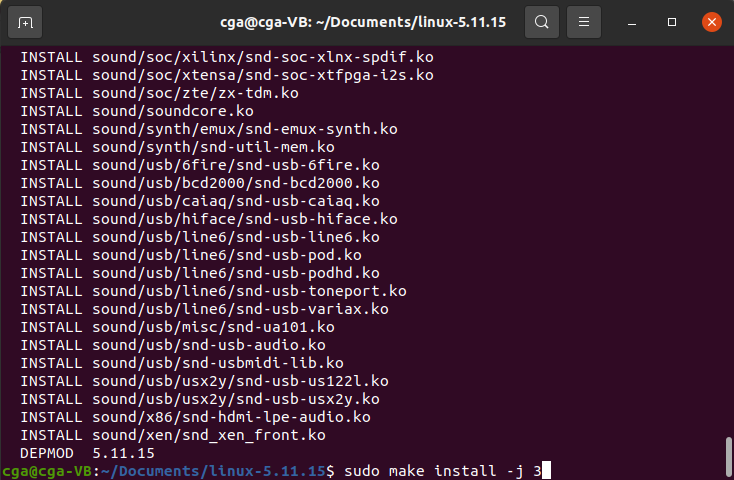 cga@cga-VB: ~/Documents/linux-5.11.15
INSTALL sound/soc/xilinx/snd-soc-xlnx-spdif.ko
INSTALL sound/soc/xtensa/snd-soc-xtfpga-i2s.ko
INSTALL sound/soc/zte/zx-tdm.ko
INSTALL sound/soundcore.ko
INSTALL sound/synth/emux/snd-emux-synth.ko
INSTALL sound/synth/snd-util-mem.ko
INSTALL sound/usb/6fire/snd-usb-6fire.ko
INSTALL sound/usb/bcd2000/snd-bcd2000.ko
INSTALL sound/usb/caiaq/snd-usb-caiaq.ko
INSTALL sound/usb/hiface/snd-usb-hiface.ko
INSTALL sound/usb/line6/snd-usb-line6.ko
INSTALL sound/usb/line6/snd-usb-pod.ko
INSTALL sound/usb/line6/snd-usb-podhd.ko
INSTALL sound/usb/line6/snd-usb-toneport.ko
INSTALL sound/usb/line6/snd-usb-variax.ko
INSTALL sound/usb/misc/snd-ua101.ko
INSTALL sound/usb/snd-usb-audio.ko
INSTALL sound/usb/snd-usbmidi-lib.ko
INSTALL sound/usb/usx2y/snd-usb-us122l.ko
INSTALL sound/usb/usx2y/snd-usb-usx2y.ko
INSTALL sound/x86/snd-hdmi-lpe-audio.ko
INSTALL sound/xen/snd_xen_front.ko
DEPMOD  5.11.15
cga@cga-VB:~/Documents/linux-5.11.15$ sudo make install -j 3